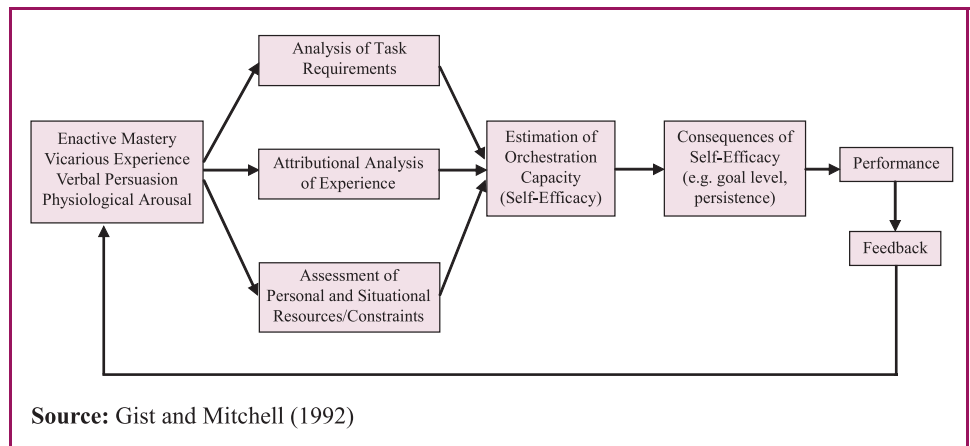 Enactive Mastery
Vicarious Experience
Verbal Persuasion
Physiological Arousal
Analysis of Task
Requirements
Attributional Analysis
of Experience
Assessment of
Personal and Situational
Resources/Constraints
Estimation of
Orchestration
Capacity
(Self-Efficacy)
Consequences of
Self-Efficacy
(e.g. goal level,
persistence)
Performance
Feedback
Source: Gist and Mitchell (1992)